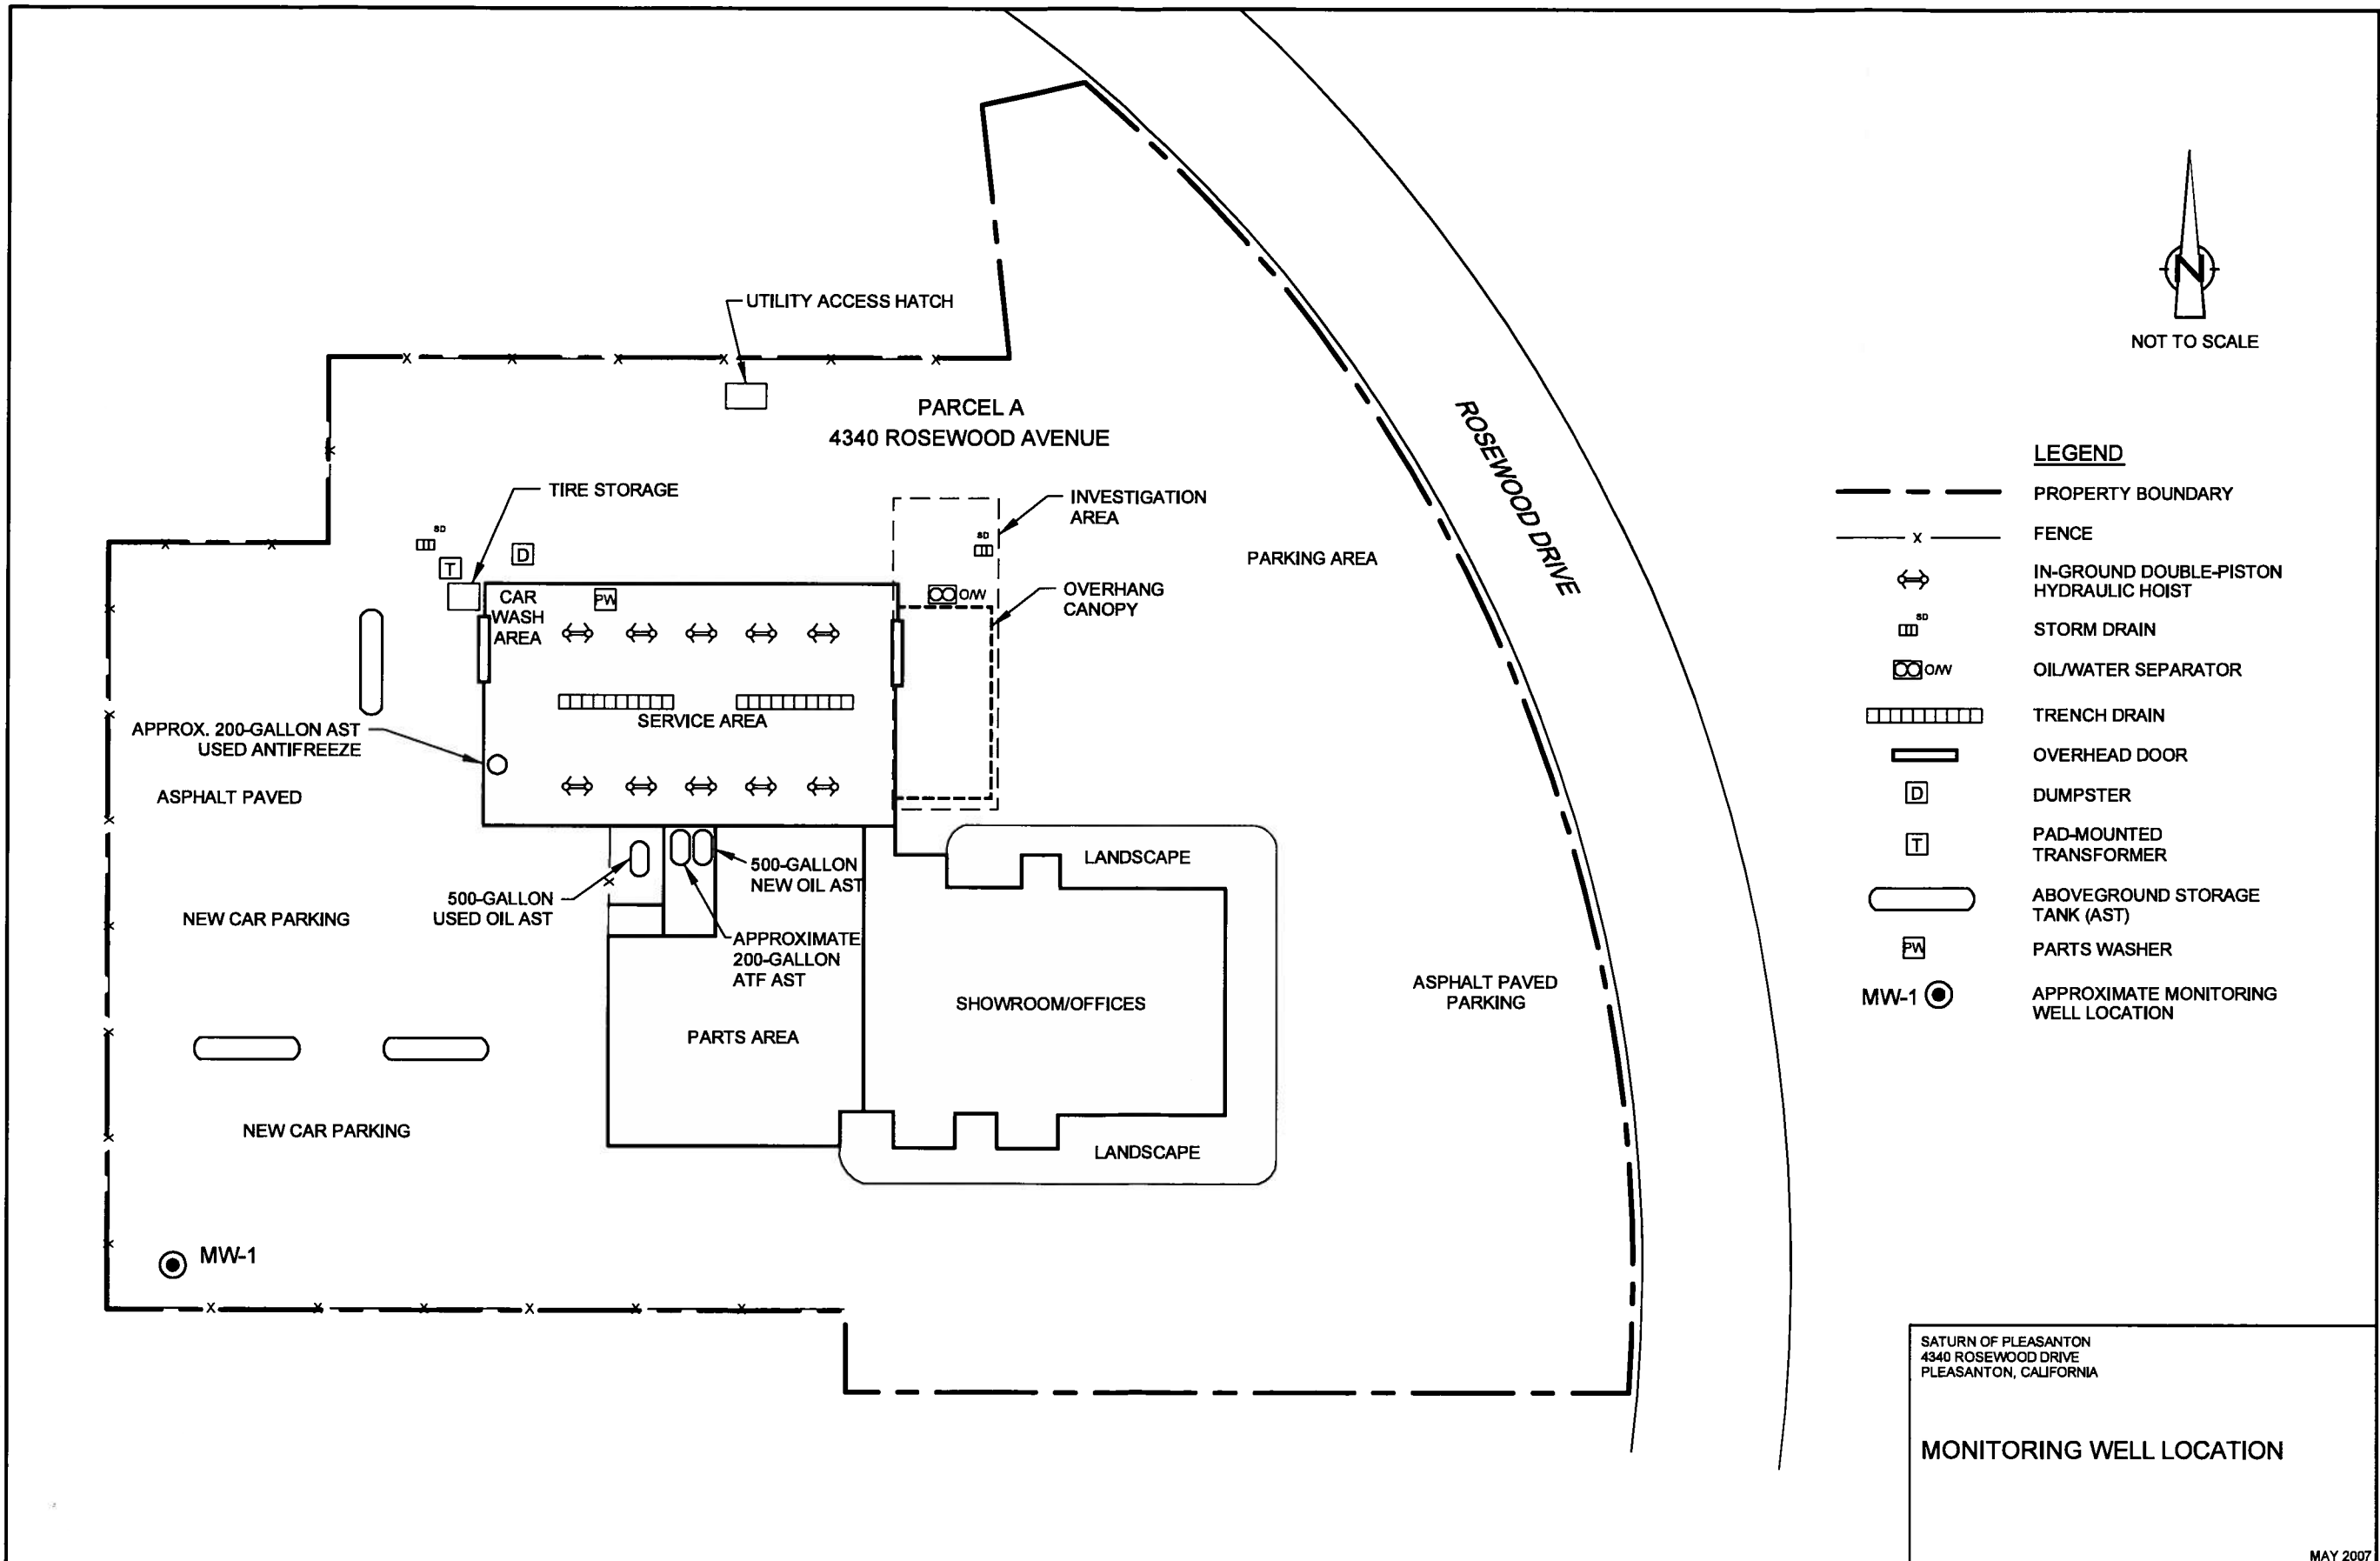 UTILITY ACCESS HATCH
N
NOT TO SCALE
PARCEL A
4340 ROSEWOOD AVENUE
ROSEWOOD DRIVE
TIRE STORAGE
INVESTIGATION
AREA
SD
SD
T
D
PARKING AREA
CAR
WASH
AREA
PW
O/W
OVERHANG
CANOPY
SERVICE AREA
APPROX. 200-GALLON AST
USED ANTIFREEZE
ASPHALT PAVED
500-GALLON
NEW OIL AST
LANDSCAPE
500-GALLON
USED OIL AST
NEW CAR PARKING
APPROXIMATE
200-GALLON
ATF AST
SHOWROOM/OFFICES
ASPHALT PAVED
PARKING
PARTS AREA
NEW CAR PARKING
LANDSCAPE
MW-1
LEGEND
PROPERTY BOUNDARY
X FENCE
IN-GROUND DOUBLE-PISTON
HYDRAULIC HOIST
SD STORM DRAIN
O/W OIL/WATER SEPARATOR
TRENCH DRAIN
OVERHEAD DOOR
D DUMPSTER
T PAD-MOUNTED
TRANSFORMER
ABOVEGROUND STORAGE
TANK (AST)
PW PARTS WASHER
MW-1 APPROXIMATE MONITORING
WELL LOCATION
SATURN OF PLEASANTON
4340 ROSEWOOD DRIVE
PLEASANTON, CALIFORNIA
MONITORING WELL LOCATION
MAY 2007